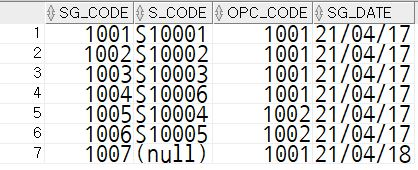 SG_CODE S_CODE OPC_CODE SG_DATE
1 1001 S10001 1001 21/04/17
2 1002 S10002 1001 21/04/17
3 1003 S10003 1001 21/04/17
4 1004 S10006 1001 21/04/17
5 1005 S10004 1002 21/04/17
6 1006 S10005 1002 21/04/17
7 1007 (null) 1001 21/04/18